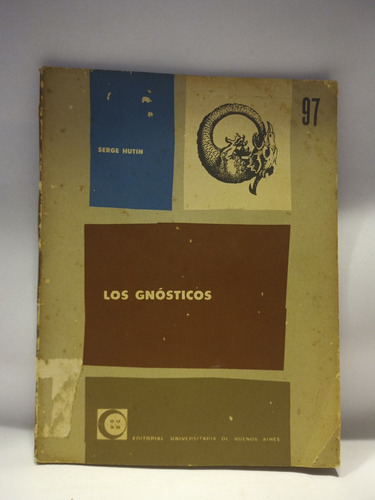 97
SERGE HUTIN
LOS GNÓSTICOS
EDITORIAL UNIVERSITARIA DE BUENOS AIRES